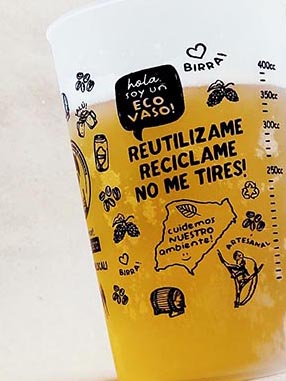 BIRRA!
400cc
hola,
soy un
ECO
VASO!
350cc
REUTILIZAME
RECICLAME
NO ME TIRES!
300cc
250cc
cuidemos
NUESTRO
ambiente!
ARTESANAL
BIRRA!